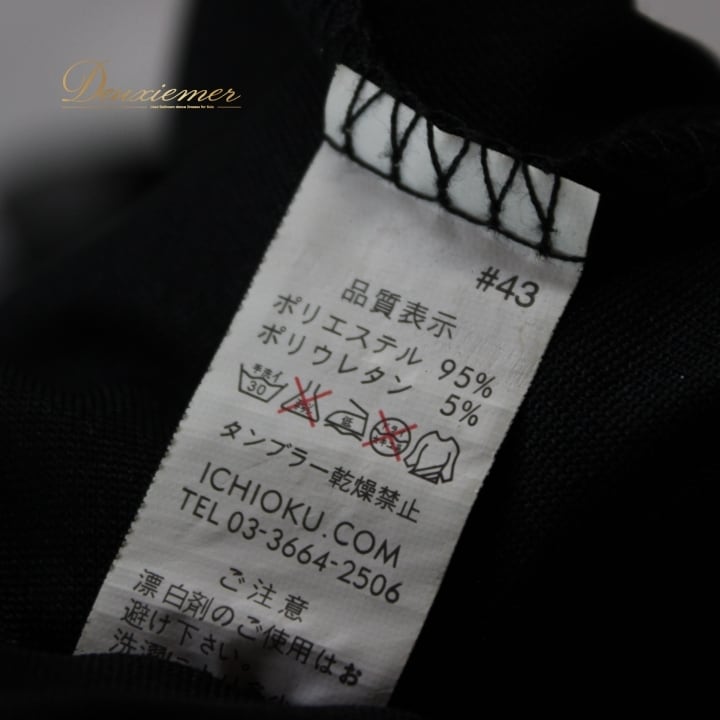 Deuxiemer
#43
品質表示
ポリエステル 95%
ポリウレタン 5%
手洗イ
30
低
タンブラー乾燥禁止
ICHIOKU.COM
TEL 03-3664-2506
ご注意
漂白剤のご使用はお
避け下さい。